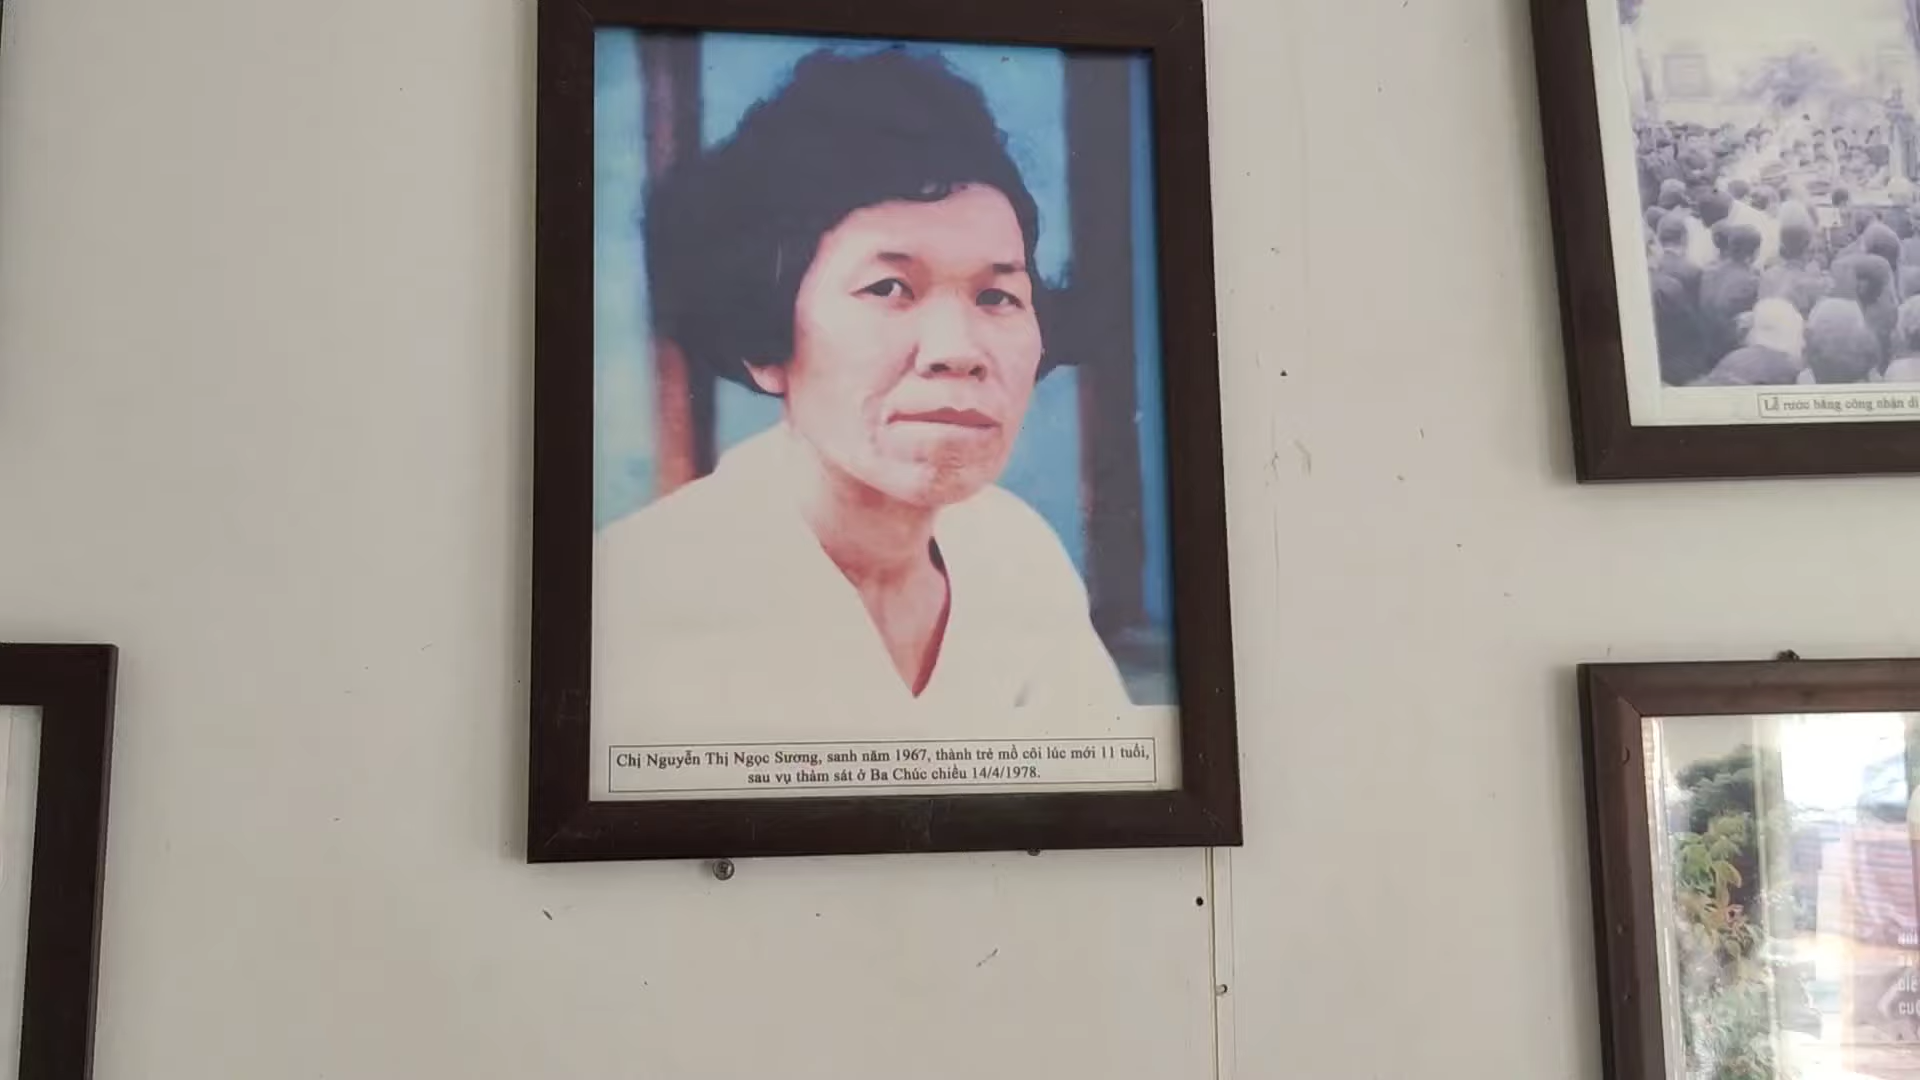 Chị Nguyễn Thị Ngọc Sương, sanh năm 1967, thành trẻ mồ côi lúc mới 11 tuổi,
sau vụ thảm sát ở Ba Chúc chiều 14/4/1978.
Lễ rước bằng công nhận di